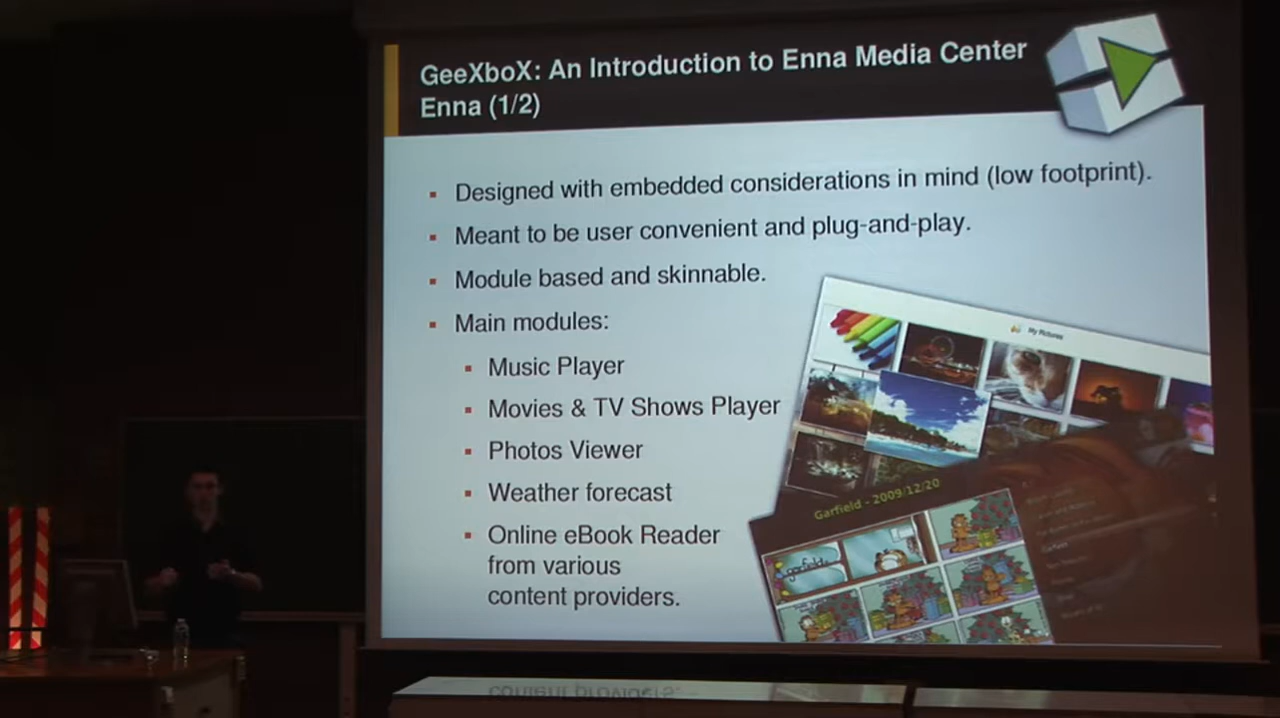 GeeXboX: An Introduction to Enna Media Center
Enna (1/2)
Designed with embedded considerations in mind (low footprint).
Meant to be user convenient and plug-and-play.
Module based and skinnable.
Main modules:
Music Player
Movies & TV Shows Player
Photos Viewer
Weather forecast
Online eBook Reader
from various
content providers.
My Pictures
Garfield - 2009/12/20
garfield
Garfield